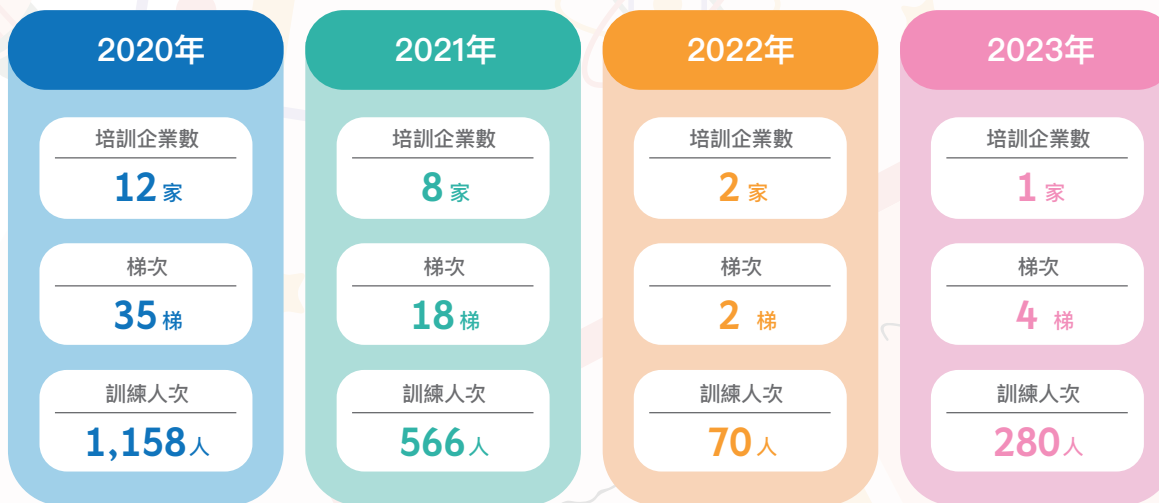 2020年
培訓企業數
12家
梯次
35梯
訓練人次
1,158人
2021年
培訓企業數
8家
梯次
18梯
訓練人次
566人
2022年
培訓企業數
2家
梯次
2 梯
訓練人次
70人
2023年
培訓企業數
1家
梯次
4 梯
訓練人次
280人